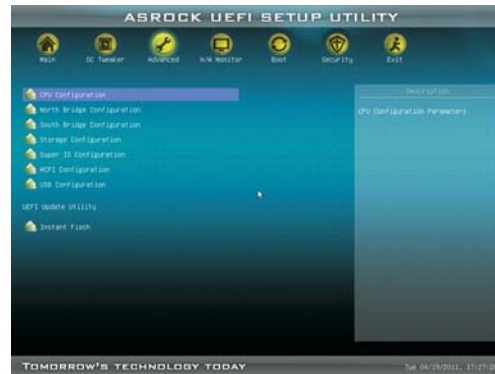 ASROCK UEFI SETUP UTILITY
Main
OC Tweaker
Advanced
H/W Monitor
Boot
Security
Exit
CPU Configuration
North Bridge Configuration
South Bridge Configuration
Storage Configuration
Super IO Configuration
ACPI Configuration
USB Configuration
UEFI Update Utility
Instant Flash
Description
CPU Configuration Parameters
TOMORROW'S TECHNOLOGY TODAY
Tue 04/19/2011, 17:27:2